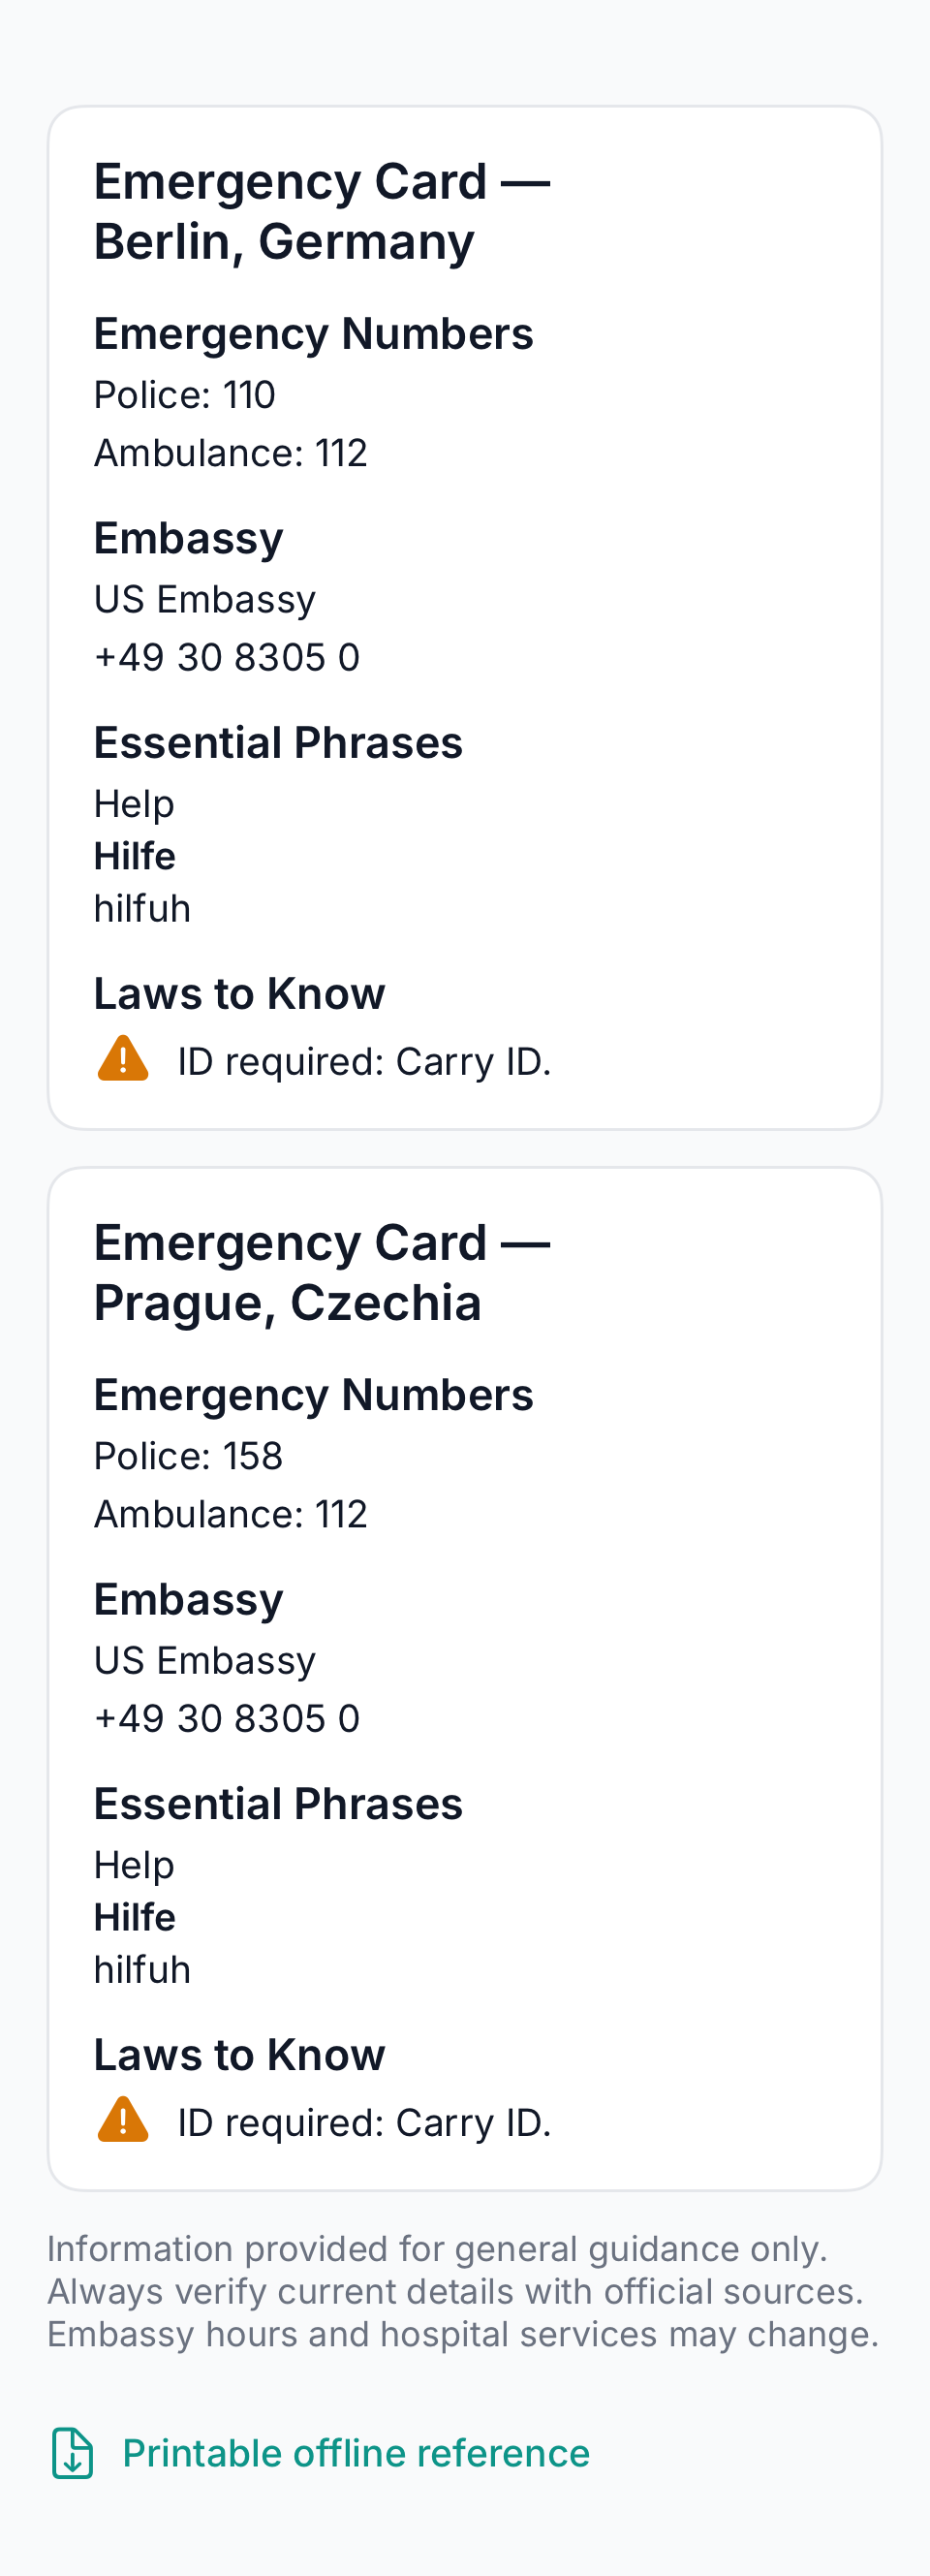 Emergency Card —
Berlin, Germany
Emergency Numbers
Police: 110
Ambulance: 112
Embassy
US Embassy
+49 30 8305 0
Essential Phrases
Help
Hilfe
hilfuh
Laws to Know
ID required: Carry ID.
Emergency Card —
Prague, Czechia
Emergency Numbers
Police: 158
Ambulance: 112
Embassy
US Embassy
+49 30 8305 0
Essential Phrases
Help
Hilfe
hilfuh
Laws to Know
ID required: Carry ID.
Information provided for general guidance only.
Always verify current details with official sources.
Embassy hours and hospital services may change.
Printable offline reference